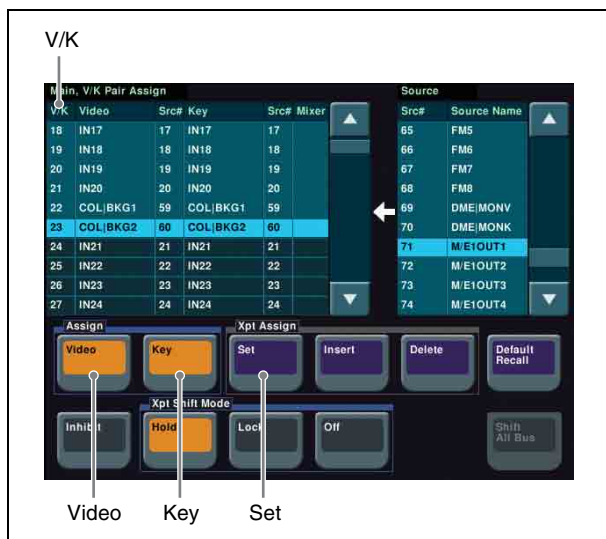 V/K
Main, V/K Pair Assign
Source
V/K Video Src# Key Src# Mixer
Src# Source Name
18 IN17 17 IN17 17
65 FM5
19 IN18 18 IN18 18
66 FM6
20 IN19 19 IN19 19
67 FM7
21 IN20 20 IN20 20
68 FM8
22 COL|BKG1 59 COL|BKG1 59
69 DME|MONV
23 COL|BKG2 60 COL|BKG2 60
70 DME|MONK
24 IN21 21 IN21 21
71 M/E1OUT1
25 IN22 22 IN22 22
72 M/E1OUT2
26 IN23 23 IN23 23
73 M/E1OUT3
27 IN24 24 IN24 24
74 M/E1OUT4
Assign
Xpt Assign
Video Key Set Insert Delete Default
Recall
Xpt Shift Mode
Inhibit Hold Lock Off Shift
All Bus
Video Key Set